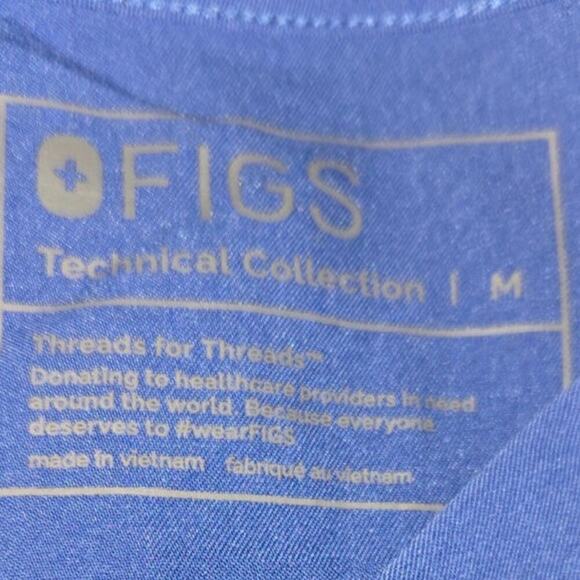 FIGS
Technical Collection | M
Threads for Threads™
Donating to healthcare providers in need
around the world. Because everyone
deserves to #wearFIGS
made in vietnam fabriqué au vietnam